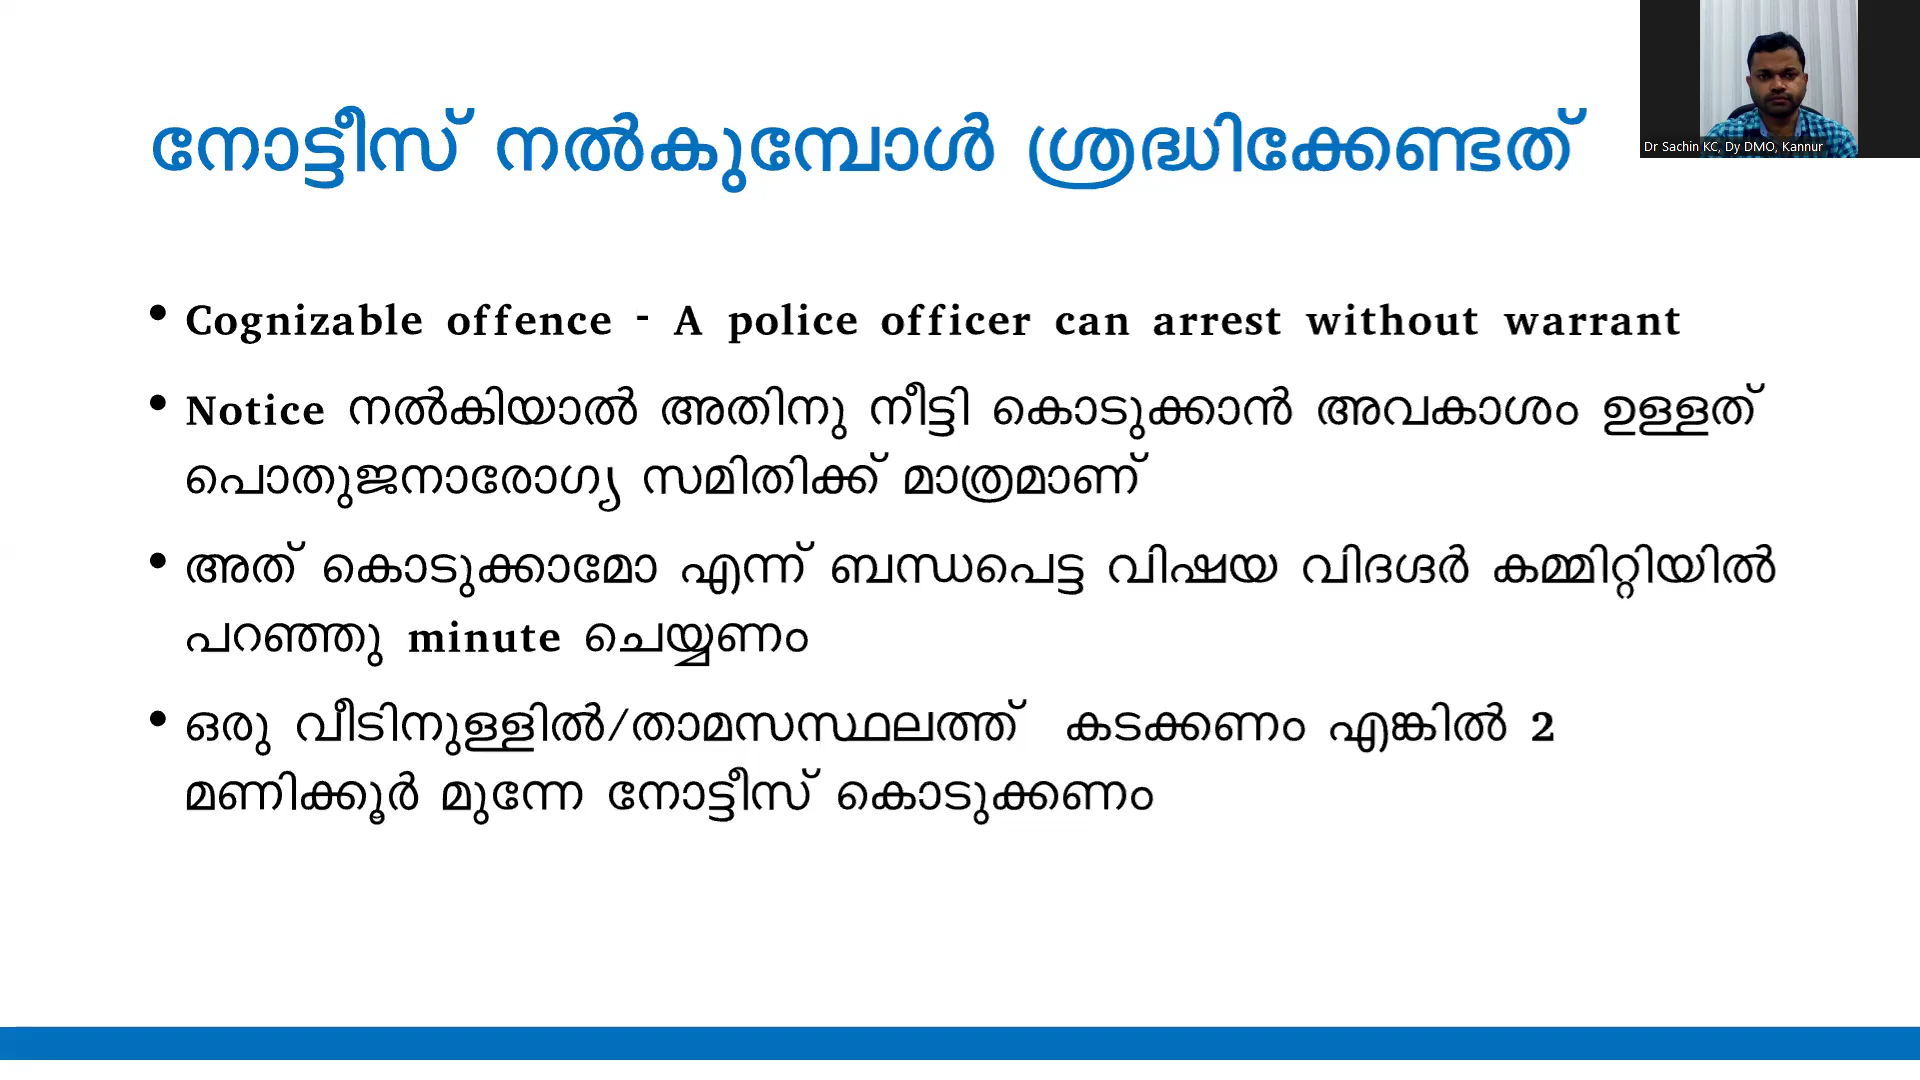 നോട്ടീസ് നൽകുമ്പോൾ ശ്രദ്ധിക്കേണ്ടത്
Dr Sachin KC, Dy DMO, Kannur
• Cognizable offence - A police officer can arrest without warrant
• Notice നൽകിയാൽ അതിനു നീട്ടി കൊടുക്കാൻ അവകാശം ഉള്ളത്
പൊതുജനാരോഗ്യ സമിതിക്ക് മാത്രമാണ്
• അത് കൊടുക്കാമോ എന്ന് ബന്ധപെട്ട വിഷയ വിദഗ്ദർ കമ്മിറ്റിയിൽ
പറഞ്ഞു minute ചെയ്യണം
• ഒരു വീടിനുള്ളിൽ/താമസസ്ഥലത്ത് കടക്കണം എങ്കിൽ 2
മണിക്കൂർ മുന്നേ നോട്ടീസ് കൊടുക്കണം